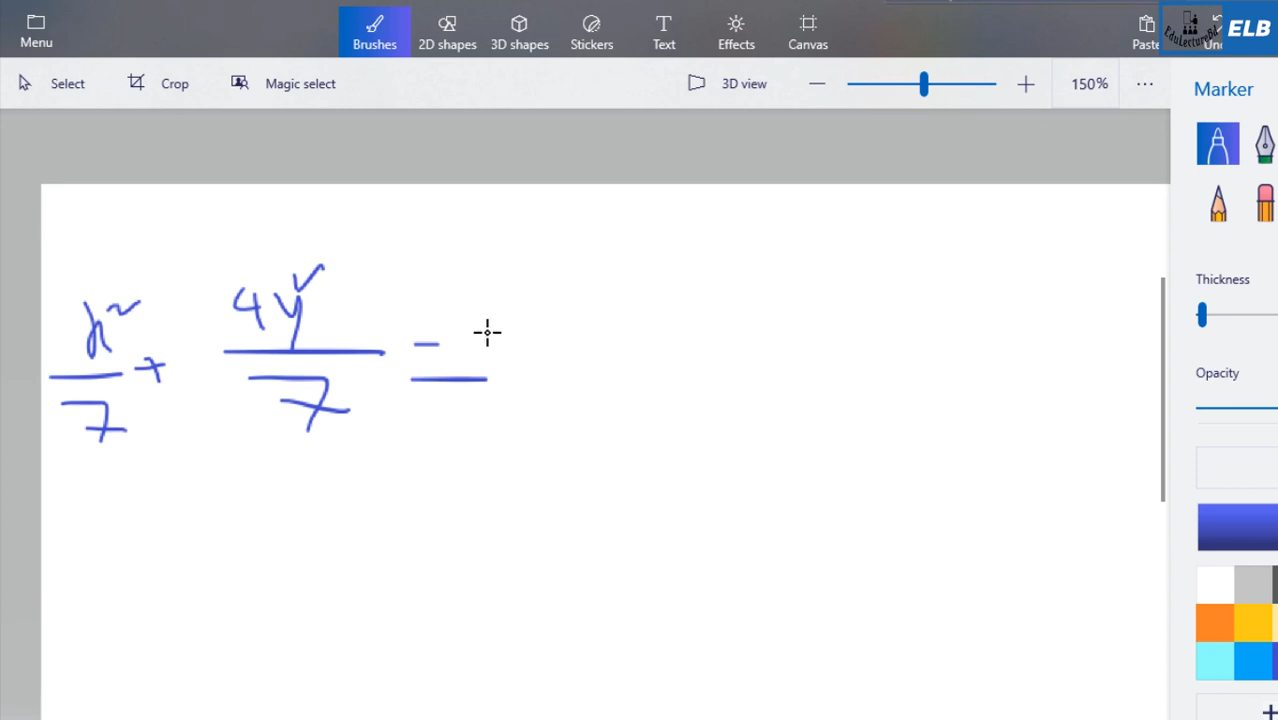 Menu
Brushes 2D shapes 3D shapes Stickers Text Effects Canvas Paste
EduLectureBd ELB
Select Crop Magic select 3D view 150% ...
Marker
Thickness
Opacity
x²/7 + 4y²/7 =